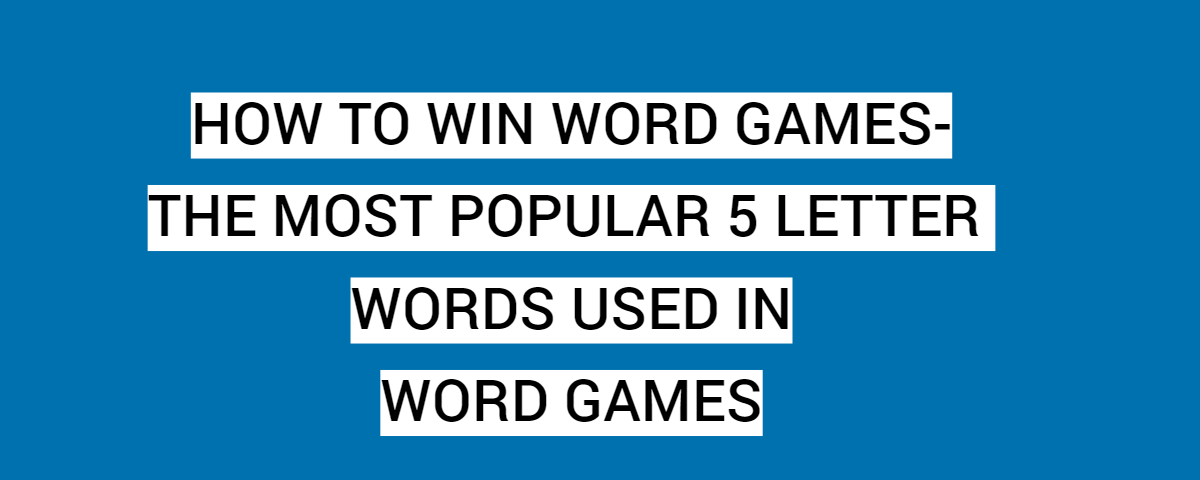 HOW TO WIN WORD GAMES-
THE MOST POPULAR 5 LETTER
WORDS USED IN
WORD GAMES